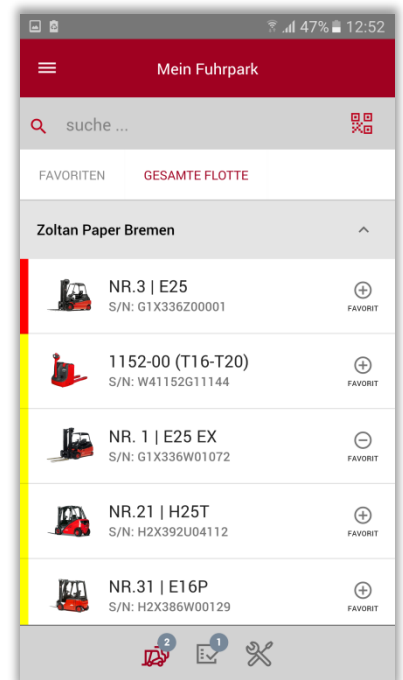 47% 12:52
Mein Fuhrpark
suche ...
FAVORITEN GESAMTE FLOTTE
Zoltan Paper Bremen
NR.3 | E25
S/N: G1X336Z00001
FAVORIT
1152-00 (T16-T20)
S/N: W41152G11144
FAVORIT
NR. 1 | E25 EX
S/N: G1X336W01072
FAVORIT
NR.21 | H25T
S/N: H2X392U04112
FAVORIT
NR.31 | E16P
S/N: H2X386W00129
FAVORIT
2 1